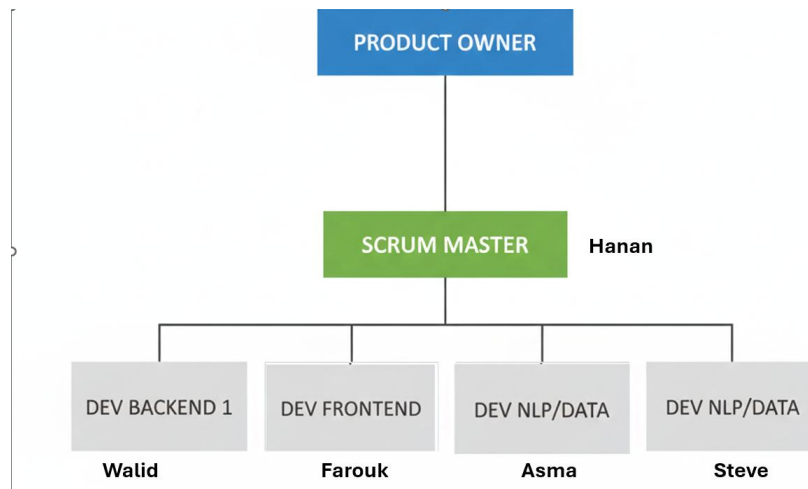 PRODUCT OWNER
SCRUM MASTER
Hanan
DEV BACKEND 1
DEV FRONTEND
DEV NLP/DATA
DEV NLP/DATA
Walid
Farouk
Asma
Steve